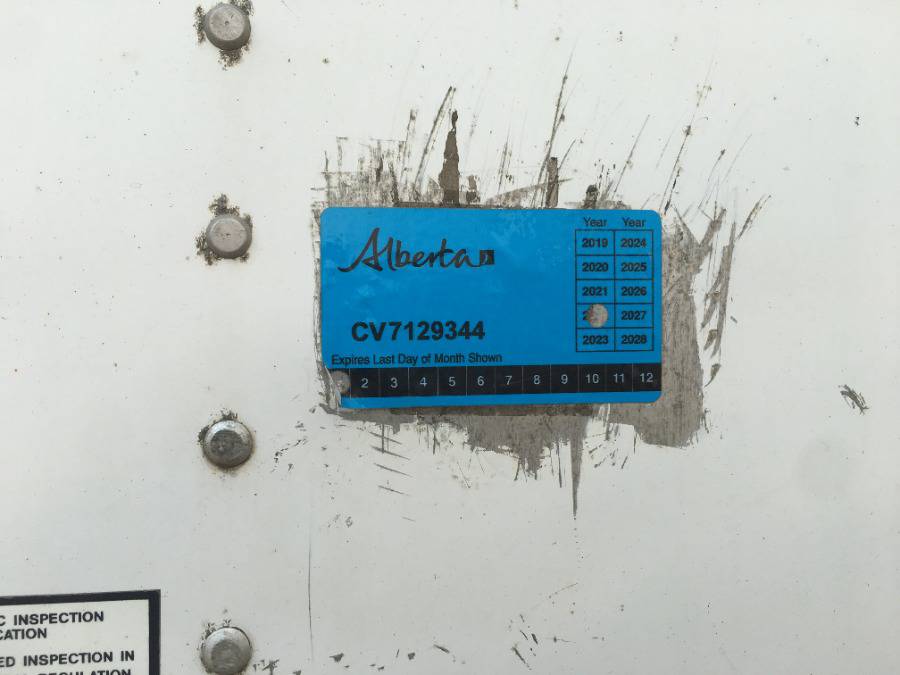 Alberta
Year Year
2019 2024
2020 2025
2021 2026
2027
2023 2028
CV7129344
Expires Last Day of Month Shown
2 3 4 5 6 7 8 9 10 11 12
C INSPECTION
CATION
ED INSPECTION IN
REGULATION